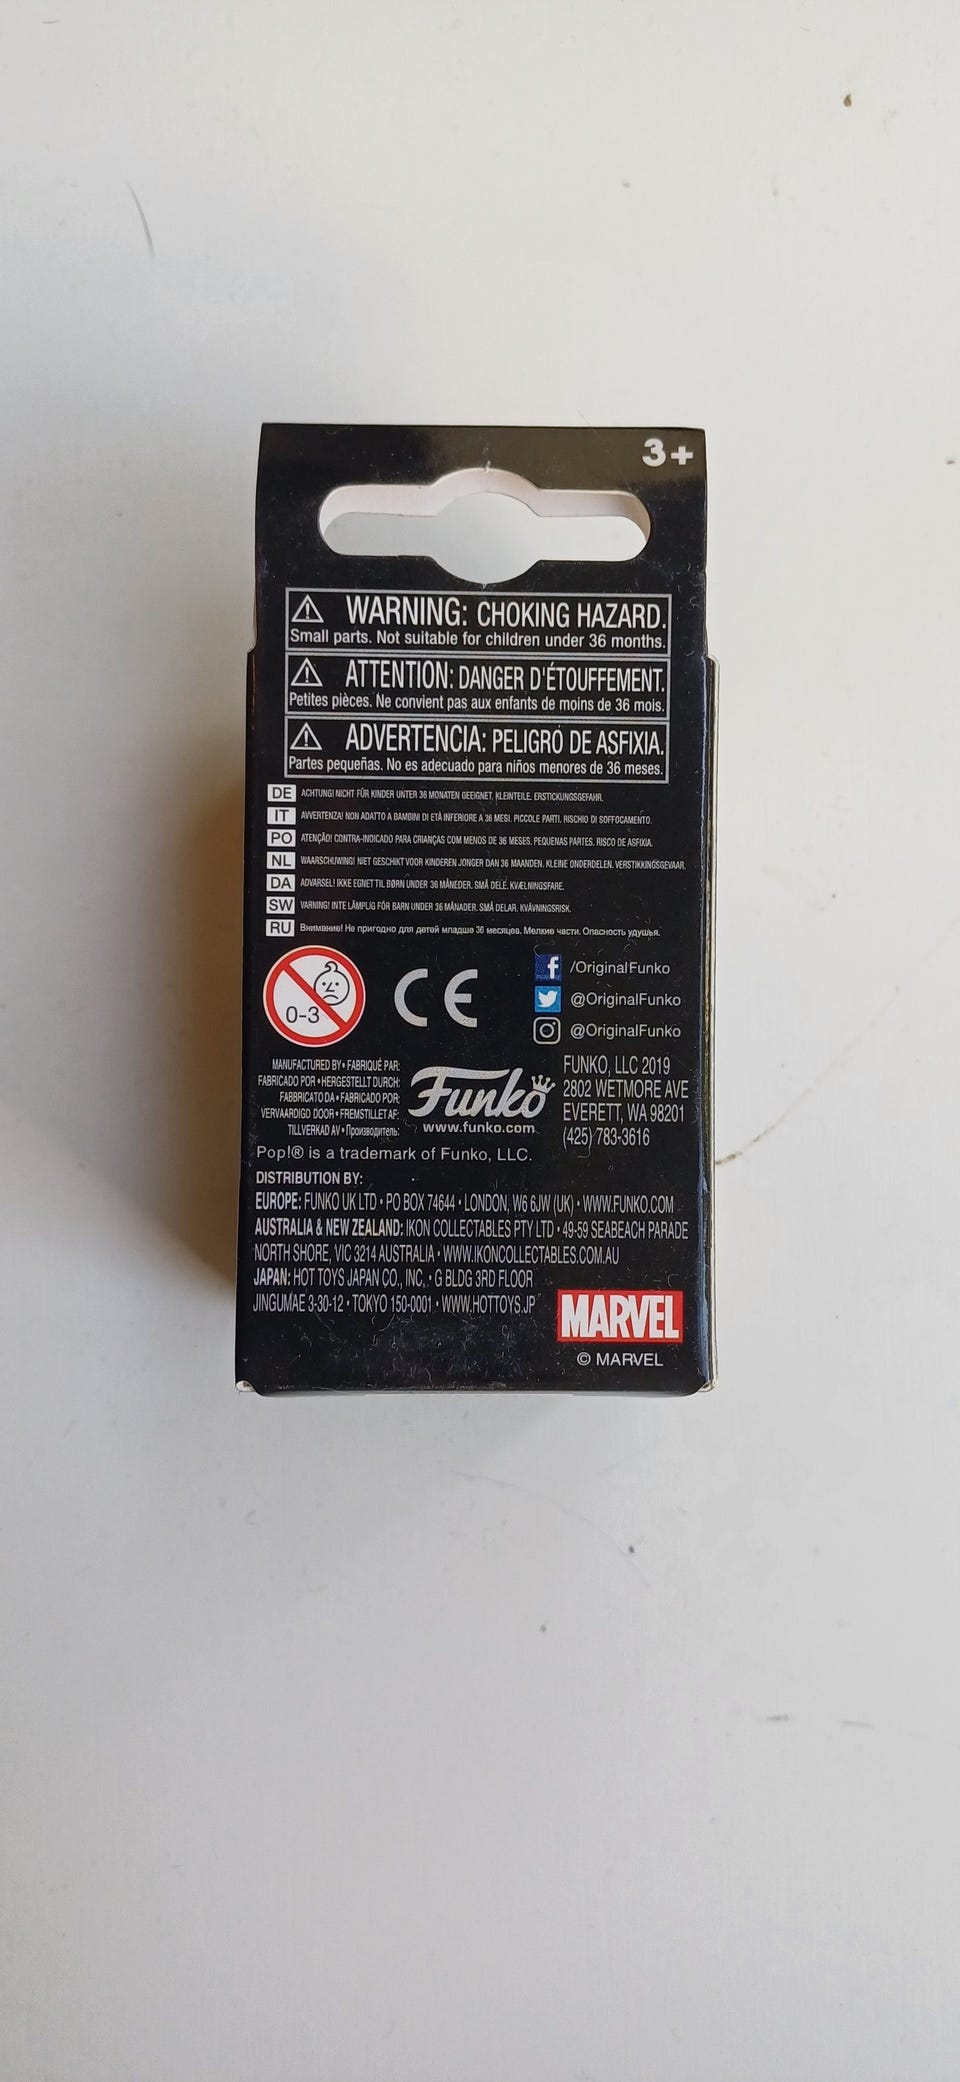 3+
WARNING: CHOKING HAZARD.
Small parts. Not suitable for children under 36 months.
ATTENTION: DANGER D'ÉTOUFFEMENT.
Petites pièces. Ne convient pas aux enfants de moins de 36 mois.
ADVERTENCIA: PELIGRO DE ASFIXIA.
Partes pequeñas. No es adecuado para niños menores de 36 meses.
DE ACHTUNG! NICHT FÜR KINDER UNTER 36 MONATEN GEEIGNET. KLEINTEILE. ERSTICKUNGSGEFAHR.
IT AVVERTENZA! NON ADATTO A BAMBINI DI ETÀ INFERIORE A 36 MESI. PICCOLE PARTI. RISCHIO DI SOFFOCAMENTO.
PO ATENÇÃO! CONTRA-INDICADO PARA CRIANÇAS COM MENOS DE 36 MESES. PEQUENAS PARTES. RISCO DE ASFIXIA.
NL WAARSCHUWING! NIET GESCHIKT VOOR KINDEREN JONGER DAN 36 MAANDEN. KLEINE ONDERDELEN. VERSTIKKINGSGEVAAR.
DA ADVARSEL! IKKE EGNET TIL BØRN UNDER 36 MÅNEDER. SMÅ DELE. KVÆLNINGSFARE.
SW VARNING! INTE LÄMPLIG FÖR BARN UNDER 36 MÅNADER. SMÅ DELAR. KVÄVNINGSRISK.
RU Внимание! Не пригодно для детей младше 36 месяцев. Мелкие части. Опасность удушья.
0-3
CE
f /OriginalFunko
@OriginalFunko
@OriginalFunko
MANUFACTURED BY • FABRIQUÉ PAR:
FABRICADO POR • HERGESTELLT DURCH:
FABBRICATO DA • FABRICADO POR:
VERVAARDIGD DOOR • FREMSTILLET AF:
TILLVERKAD AV • Производитель:
Funko
www.funko.com
FUNKO, LLC 2019
2802 WETMORE AVE
EVERETT, WA 98201
(425) 783-3616
Pop!® is a trademark of Funko, LLC.
DISTRIBUTION BY:
EUROPE: FUNKO UK LTD • PO BOX 74644 • LONDON, W6 6JW (UK) • WWW.FUNKO.COM
AUSTRALIA & NEW ZEALAND: IKON COLLECTABLES PTY LTD • 49-59 SEABEACH PARADE
NORTH SHORE, VIC 3214 AUSTRALIA • WWW.IKONCOLLECTABLES.COM.AU
JAPAN: HOT TOYS JAPAN CO., INC. • G BLDG 3RD FLOOR
JINGUMAE 3-30-12 • TOKYO 150-0001 • WWW.HOTTOYS.JP
MARVEL
© MARVEL